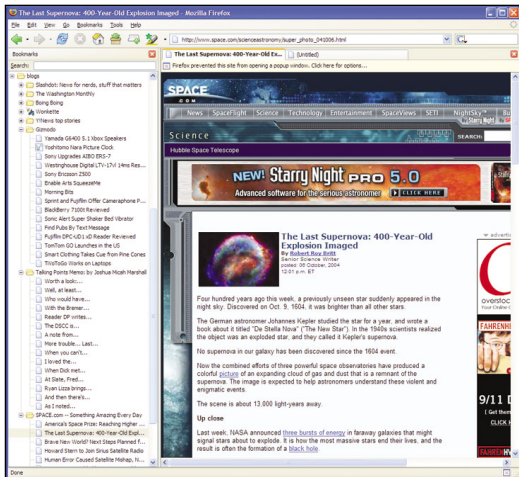 The Last Supernova: 400-Year-Old Explosion Imaged - Mozilla Firefox
File Edit View Go Bookmarks Tools Help
http://www.space.com/scienceastronomy/super_photo_041006.html
Bookmarks
The Last Supernova: 400-Year-Old Ex...
(Untitled)
Search:
Firefox prevented this site from opening a popup window. Click here for options...
blogs
Slashdot: News for nerds, stuff that matters
The Washington Monthly
Boing Boing
Wonkette
Y!News top stories
Gizmodo
Yamada G6400 5.1 Xbox Speakers
Yoshitomo Nara Picture Clock
Sony Upgrades AIBO ERS-7
Westinghouse Digital LTV-17vl 14ms Res...
Sony Ericsson Z500
Enable Arts SqueezeMe
Morning Bits
Sprint and Fujifilm Offer Cameraphone P...
BlackBerry 7100t Reviewed
Sonic Alert Super Shaker Bed Vibrator
Find Pubs By Text Message
Fujifilm DPC-UD1 xD Reader Reviewed
TomTom GO Launches in the US
Smart Clothing Takes Cue from Pine Cones
TiVoToGo Works on Laptops
Talking Points Memo: by Joshua Micah Marshall
Worth a look:...
Well, at least...
Who would have...
With the Bremer...
Reader DP writes...
The DSCC is...
A note from...
More trouble... Last...
When you can't...
I loved the...
When Dick met...
At Slate, Fred...
Ryan Lizza brings...
And then there's...
As I noted...
SPACE.com -- Something Amazing Every Day
America's Space Prize: Reaching Higher ...
The Last Supernova: 400-Year-Old Expl...
Brave New World? Next Steps Planned f...
Howard Stern to Join Sirius Satellite Radio
Human Error Caused Satellite Mishap, N...
SPACE
.COM
News SpaceFlight Science Technology Entertainment SpaceViews SETI NightSky
Starry Night
Science
SEARCH:
Hubble Space Telescope
NEW! Starry Night PRO 5.0
Advanced software for the serious astronomer
CLICK HERE
The Last Supernova: 400-Year-Old
Explosion Imaged
By Robert Roy Britt
Senior Science Writer
posted: 06 October, 2004
12:01 p.m. ET
Four hundred years ago this week, a previously unseen star suddenly appeared in the
night sky. Discovered on Oct. 9, 1604, it was brighter than all other stars.
The German astronomer Johannes Kepler studied the star for a year, and wrote a
book about it titled "De Stella Nova" ("The New Star"). In the 1940s scientists realized
the object was an exploded star, and they called it Kepler's supernova.
No supernova in our galaxy has been discovered since the 1604 event.
Now the combined efforts of three powerful space observatories have produced a
colorful picture of an expanding cloud of gas and dust that is a remnant of the
supernova. The image is expected to help astronomers understand these violent and
enigmatic events.
The scene is about 13,000 light-years away.
Up close
Last week, NASA announced three bursts of energy in faraway galaxies that might
signal stars about to explode. It is how the most massive stars end their lives, and the
result is often the formation of a black hole.
overstoc
Your Online
FAHRENH
9/11 D
[ Get them
CLICK H
FAHRENH
Done